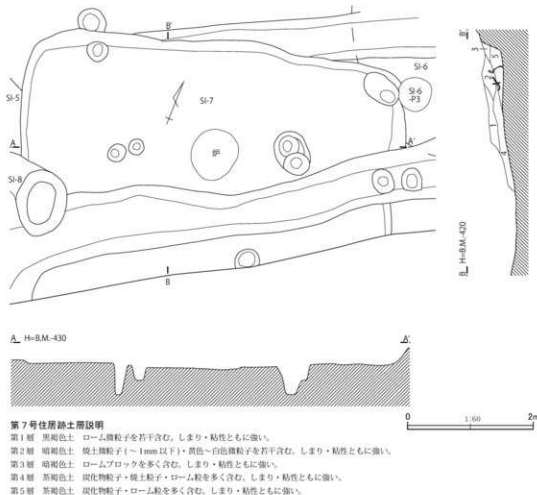 B'
SI-6
SI-5
SI-7
SI-6
-P3
炉
A
A'
SI-8
B
B'
3
5
2
1
4
B H=B.M.-420
A H=B.M.-430
A'
第7号住居跡土層説明
第1層 黒褐色土 ローム微粒子を若干含む。しまり・粘性ともに強い。
第2層 暗褐色土 焼土微粒子(~1mm以下)・黄色~白色微粒子を若干含む。しまり・粘性ともに強い。
第3層 暗褐色土 ロームブロックを多く含む。しまり・粘性ともに強い。
第4層 茶褐色土 炭化物粒子・焼土粒子・ローム粒を多く含む。しまり・粘性ともに強い。
第5層 茶褐色土 炭化物粒子・ローム粒を多く含む。しまり・粘性ともに強い。
0 1:60 2m